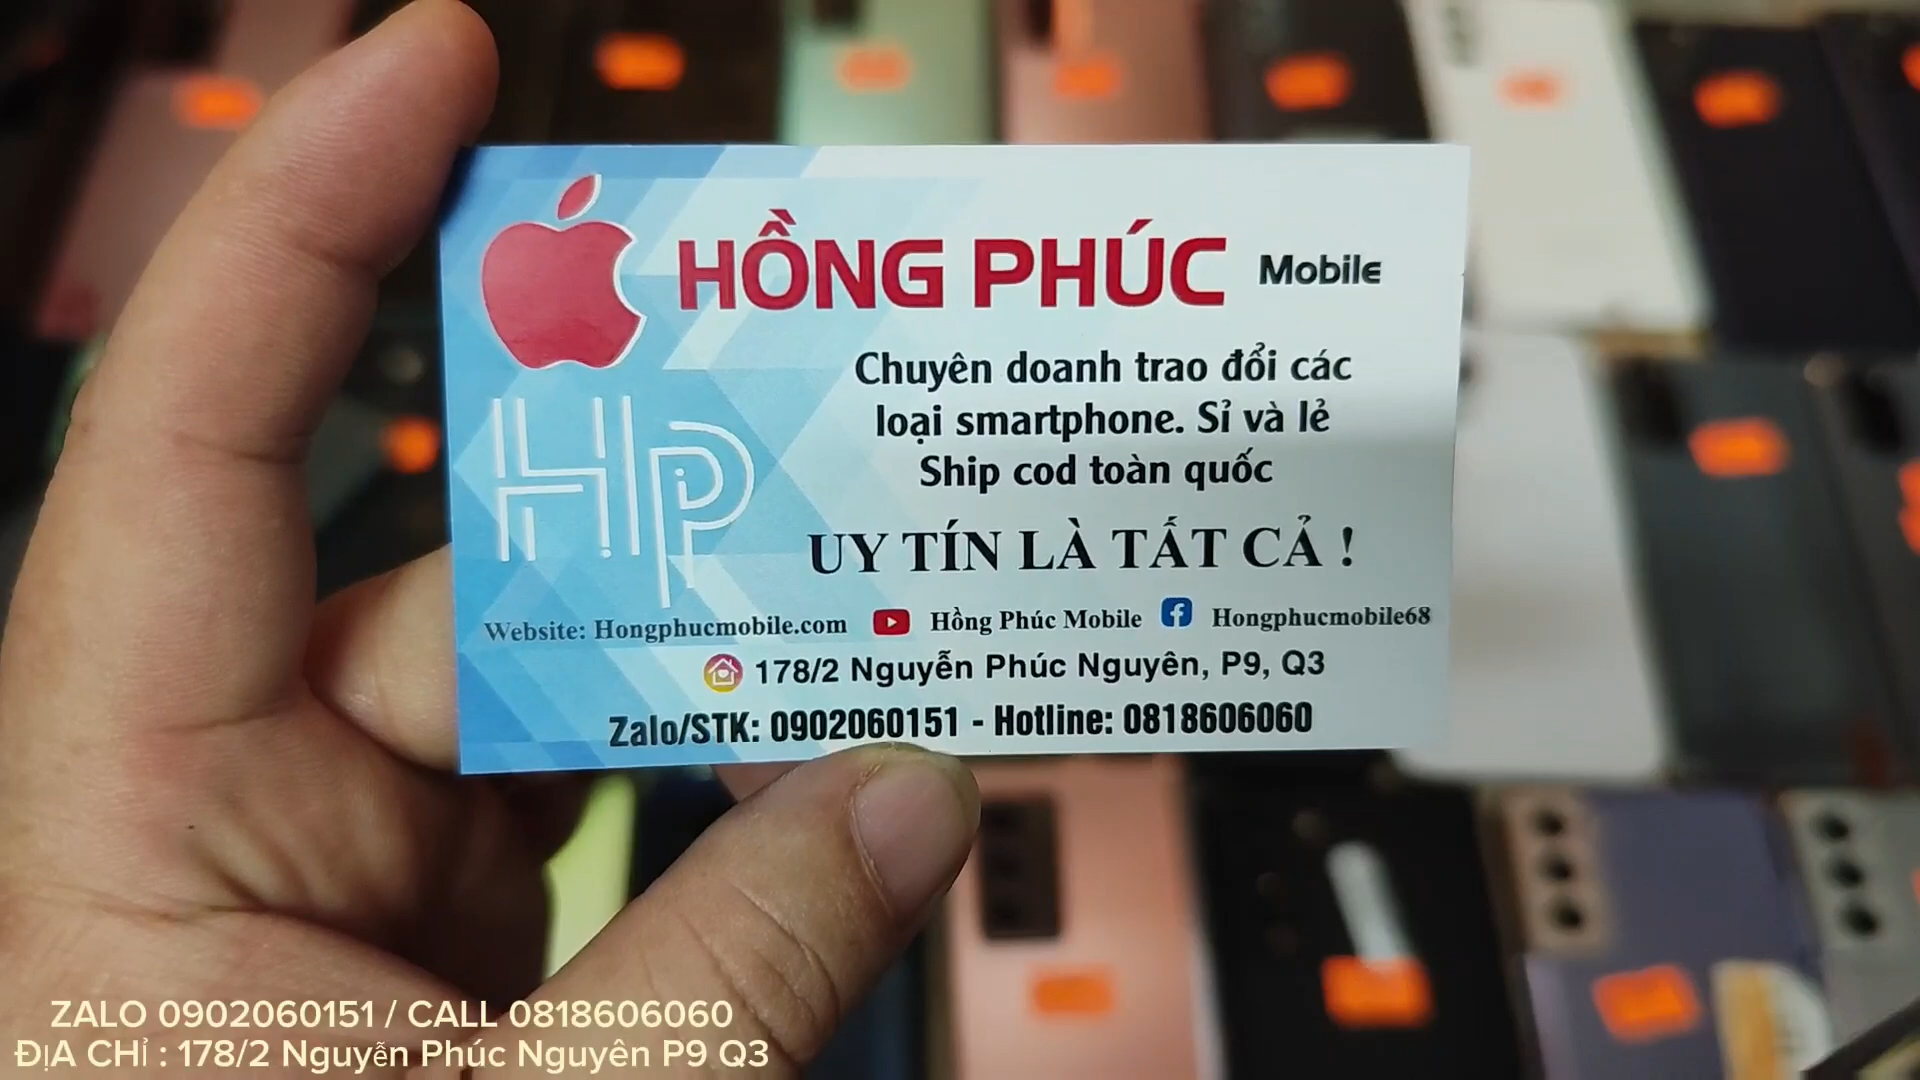 HỒNG PHÚC Mobile
Chuyên doanh trao đổi các
loại smartphone. Sỉ và lẻ
Ship cod toàn quốc
HP
UY TÍN LÀ TẤT CẢ !
Website: Hongphucmobile.com Hồng Phúc Mobile Hongphucmobile68
178/2 Nguyễn Phúc Nguyên, P9, Q3
Zalo/STK: 0902060151 - Hotline: 0818606060
ZALO 0902060151 / CALL 0818606060
ĐỊA CHỈ : 178/2 Nguyễn Phúc Nguyên P9 Q3